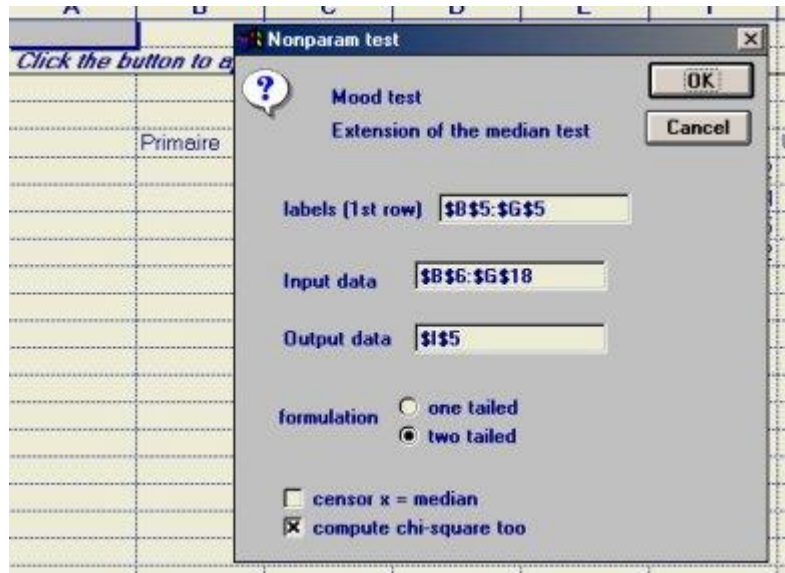 A B C D E F
Nonparam test
Click the button to a
?
OK
Mood test
Extension of the median test
Cancel
Primaire
labels (1st row) $B$5:$G$5
Input data $B$6:$G$18
Output data $I$5
formulation one tailed
two tailed
censor x = median
compute chi-square too